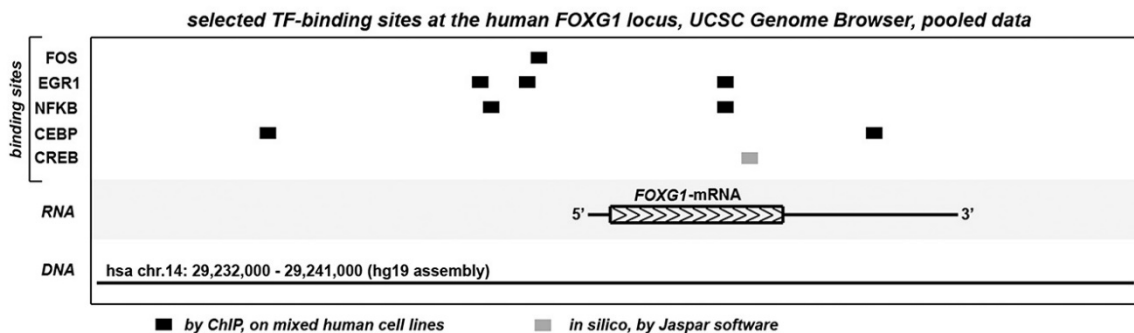 selected TF-binding sites at the human FOXG1 locus, UCSC Genome Browser, pooled data
binding sites
FOS
EGR1
NFKB
CEBP
CREB
RNA
FOXG1-mRNA
5’
3’
DNA
hsa chr.14: 29,232,000 - 29,241,000 (hg19 assembly)
by ChIP, on mixed human cell lines
in silico, by Jaspar software